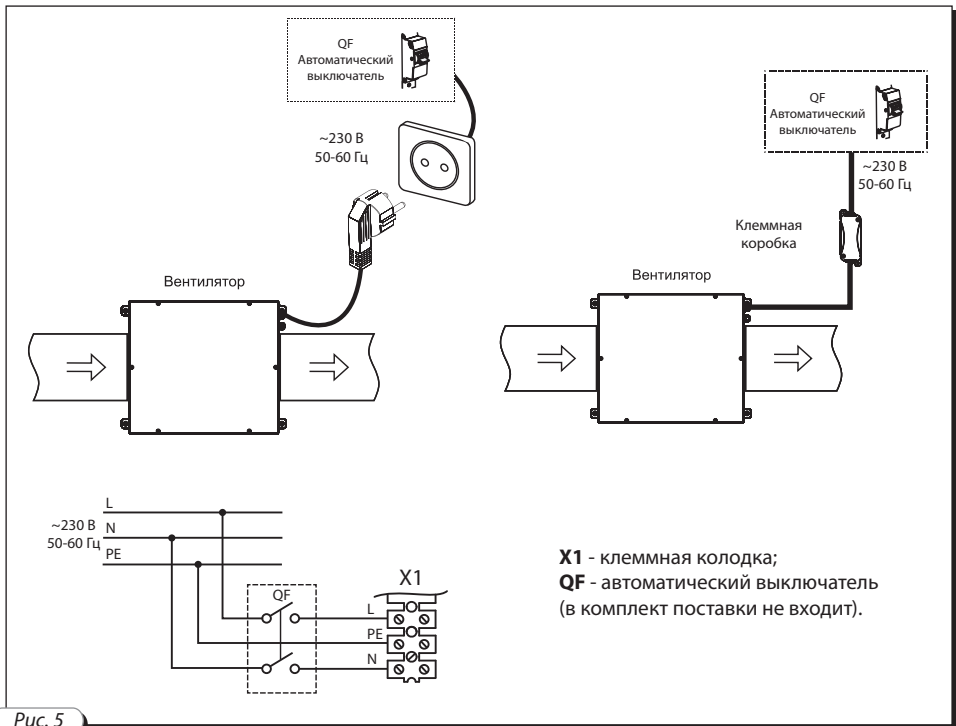 QF
Автоматический
выключатель
~230 В
50-60 Гц
Вентилятор
QF
Автоматический
выключатель
~230 В
50-60 Гц
Клеммная
коробка
Вентилятор
~230 В
50-60 Гц
L
N
PE
QF
X1
L
PE
N
X1 - клеммная колодка;
QF - автоматический выключатель
(в комплект поставки не входит).
Рис. 5